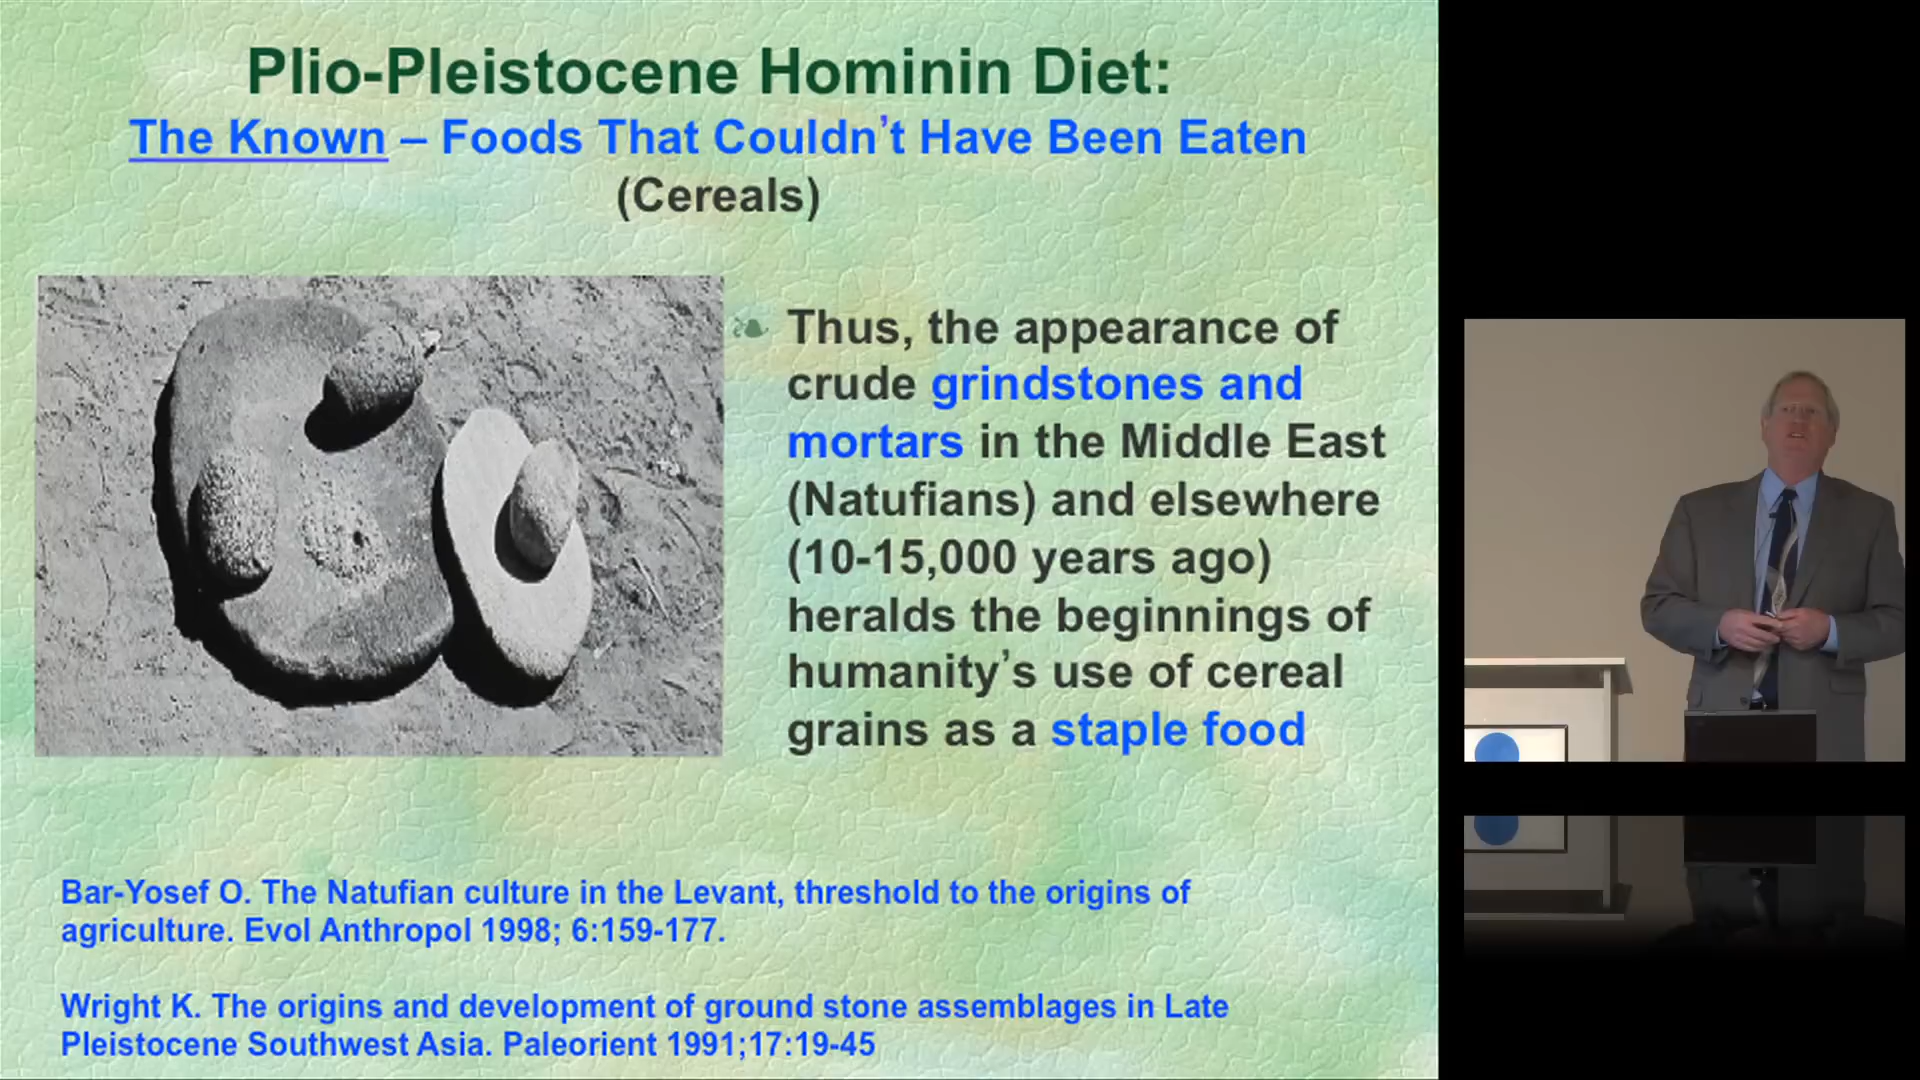 Plio-Pleistocene Hominin Diet:
The Known – Foods That Couldn’t Have Been Eaten
(Cereals)
Thus, the appearance of
crude grindstones and
mortars in the Middle East
(Natufians) and elsewhere
(10-15,000 years ago)
heralds the beginnings of
humanity’s use of cereal
grains as a staple food
Bar-Yosef O. The Natufian culture in the Levant, threshold to the origins of
agriculture. Evol Anthropol 1998; 6:159-177.
Wright K. The origins and development of ground stone assemblages in Late
Pleistocene Southwest Asia. Paleorient 1991;17:19-45